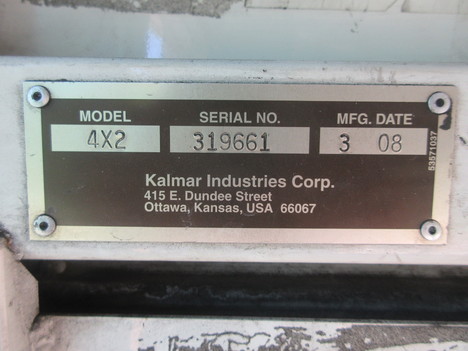 MODEL SERIAL NO. MFG. DATE
4X2 319661 3 08
53571037
Kalmar Industries Corp.
415 E. Dundee Street
Ottawa, Kansas, USA 66067